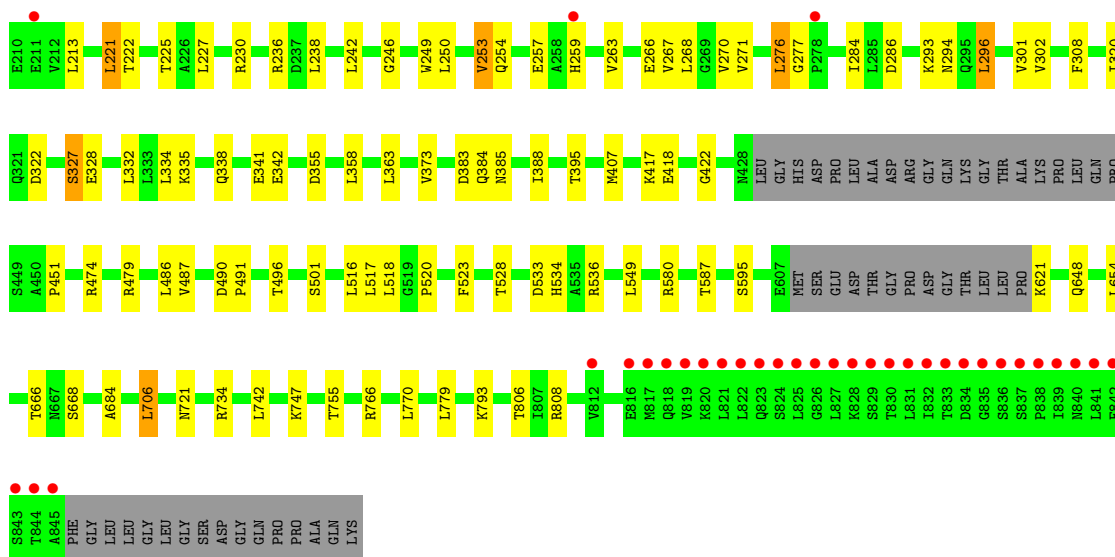 E210 E211 V212 L213 L221 T222 T225 A226 L227 R230 R236 D237 L238 L242 G246 W249 L250 V253 Q254 E257 A258 H259 V263 E266 V267 L268 G269 V270 V271 L276 G277 P278 I284 L285 D286 K293 N294 Q295 L296 V301 V302 F308
Q321 D322 S327 E328 L332 L333 L334 K335 Q338 E341 E342 D355 L358 L363 V373 D383 Q384 N385 I388 T395 M407 K417 E418 G422 N428 LEU GLY HIS ASP PRO LEU ALA ASP ARG GLY GLN LYS GLY THR ALA LYS PRO LEU GLN PRO
S449 A450 P451 R474 R479 L486 V487 D490 P491 T496 S501 L516 L517 L518 G519 P520 F523 T528 D533 H534 A535 R536 L549 R580 T587 S595 E607 MET SER GLU ASP THR GLY PRO ASP GLY THR LEU LEU PRO K621 Q648 L654
T666 N667 S668 A684 L706 N721 R734 L742 K747 T755 R766 L770 L779 K793 T806 I807 R808 V812 E816 M817 Q818 V819 K820 L821 L822 Q823 S824 L825 G826 L827 K828 S829 T830 L831 I832 T833 D834 G835 S836 S837 P838 I839 N840 L841
S843 T844 A845 PHE GLY LEU LEU GLY LEU GLY SER ASP GLY GLN PRO PRO ALA GLN LYS